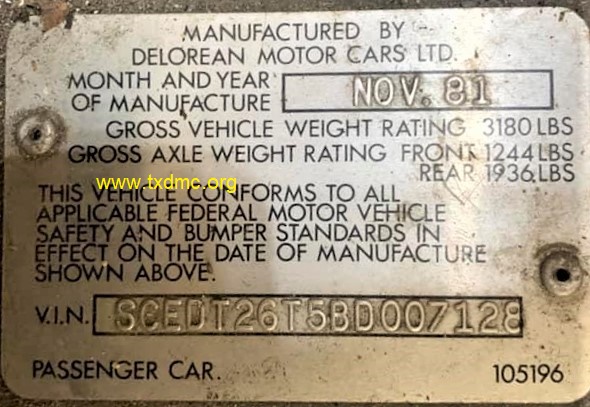 MANUFACTURED BY
DELOREAN MOTOR CARS LTD.
MONTH AND YEAR
OF MANUFACTURE NOV. 81
GROSS VEHICLE WEIGHT RATING 3180 LBS
GROSS AXLE WEIGHT RATING FRONT 1244 LBS
REAR 1936 LBS
www.txdmc.org
THIS VEHICLE CONFORMS TO ALL
APPLICABLE FEDERAL MOTOR VEHICLE
SAFETY AND BUMPER STANDARDS IN
EFFECT ON THE DATE OF MANUFACTURE
SHOWN ABOVE.
V.I.N. SCEDT26T5BD007128
PASSENGER CAR. 105196